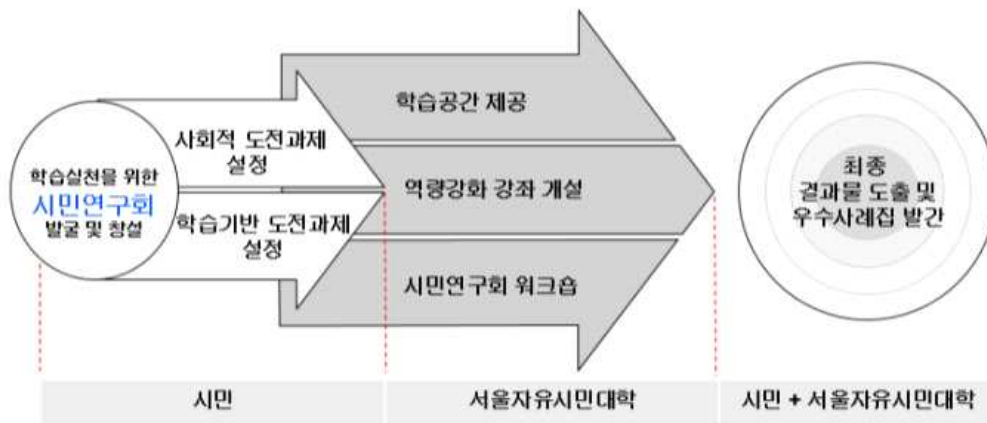 학습실천을 위한
시민연구회
발굴 및 창설
사회적 도전과제
설정
학습기반 도전과제
설정
학습공간 제공
역량강화 강좌 개설
시민연구회 워크숍
최종
결과물 도출 및
우수사례집 발간
시민
서울자유시민대학
시민 + 서울자유시민대학